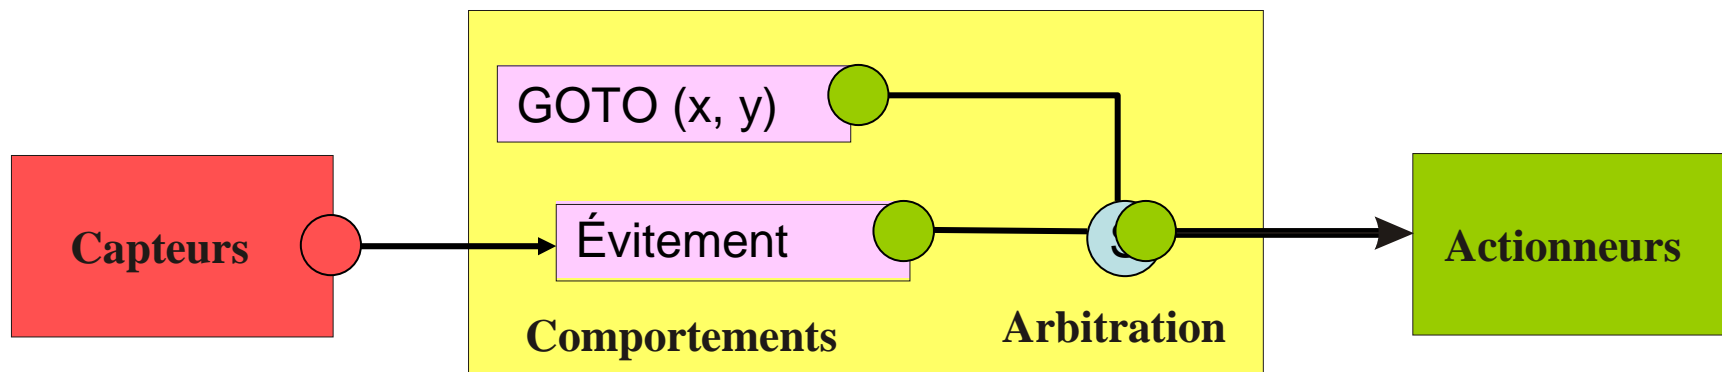 GOTO (x, y)
Capteurs
Évitement
Actionneurs
Comportements
Arbitration